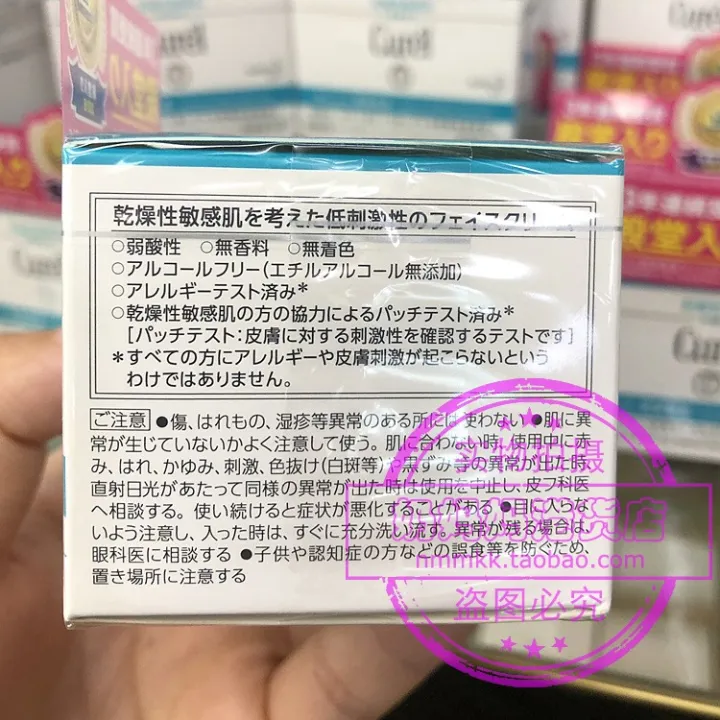 Curél
乾燥性敏感肌を考えた低刺激性のフェイスクリーム
○弱酸性 ○無香料 ○無着色
○アルコールフリー(エチルアルコール無添加)
○アレルギーテスト済み*
○乾燥性敏感肌の方の協力によるパッチテスト済み*
[パッチテスト:皮膚に対する刺激性を確認するテストです]
*すべての方にアレルギーや皮膚刺激が起こらないという
わけではありません。
ご注意 ●傷、はれもの、湿疹等異常のある所には使わない ●肌に異
常が生じていないかよく注意して使う。肌に合わない時、使用中に赤
み、はれ、かゆみ、刺激、色抜け(白斑等)や黒ずみ等の異常が出た時、
直射日光があたって同様の異常が出た時は使用を中止し、皮フ科医
へ相談する。使い続けると症状が悪化することがある ●目に入らな
いよう注意し、入った時は、すぐに充分洗い流す。異常が残る場合は、
眼科医に相談する ●子供や認知症の方などの誤食等を防ぐため、
置き場所に注意する
实物拍摄
nmmkk.taobao.com
盗图必究
殿堂入り